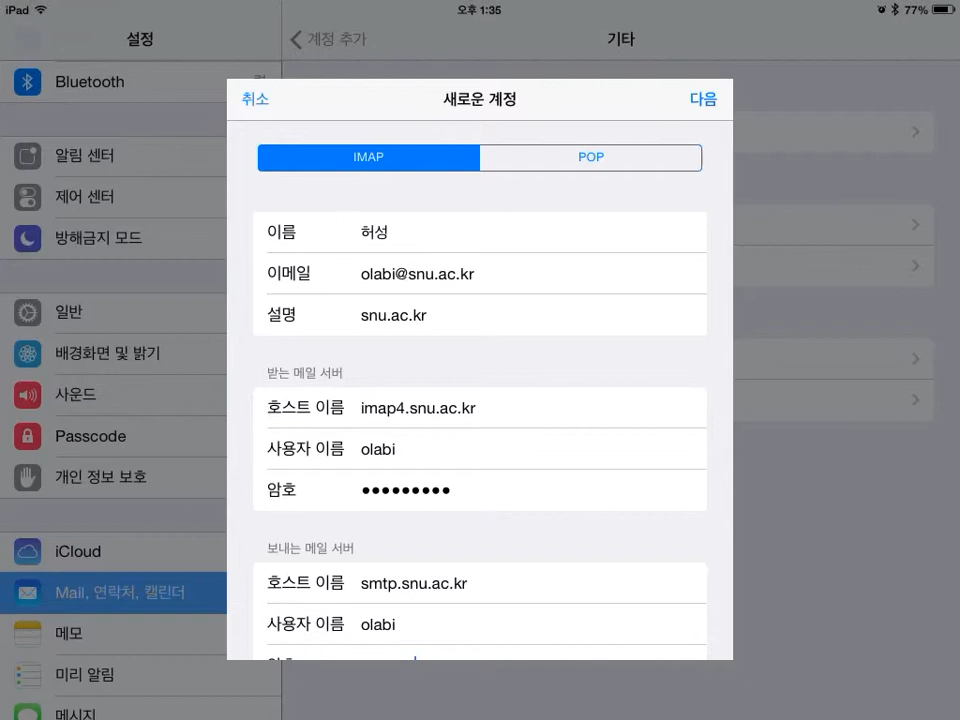 iPad 오후 1:35 77%
설정
계정 추가 기타
Bluetooth
알림 센터
제어 센터
방해금지 모드
일반
배경화면 및 밝기
사운드
Passcode
개인 정보 보호
iCloud
Mail, 연락처, 캘린더
메모
미리 알림
메시지
취소 새로운 계정 다음
IMAP POP
이름 허성
이메일 olabi@snu.ac.kr
설명 snu.ac.kr
받는 메일 서버
호스트 이름 imap4.snu.ac.kr
사용자 이름 olabi
암호 ●●●●●●●●●
보내는 메일 서버
호스트 이름 smtp.snu.ac.kr
사용자 이름 olabi